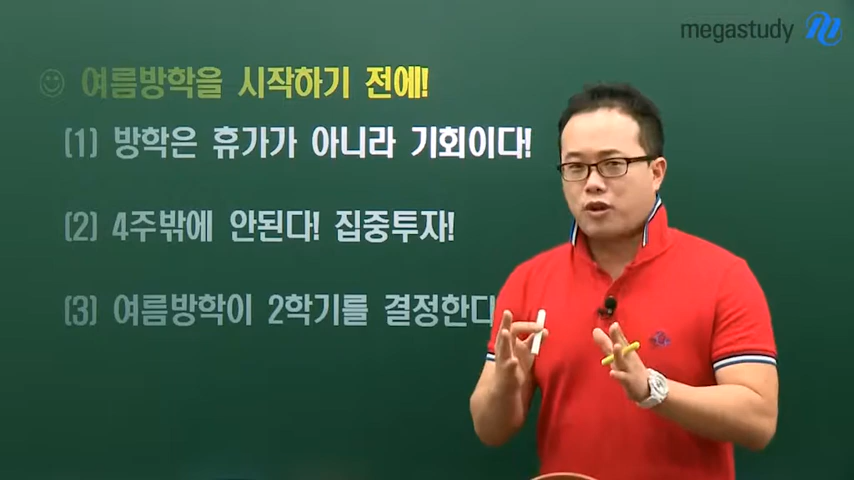 megastudy
여름방학을 시작하기 전에!
(1) 방학은 휴가가 아니라 기회이다!
(2) 4주밖에 안된다! 집중투자!
(3) 여름방학이 2학기를 결정한다